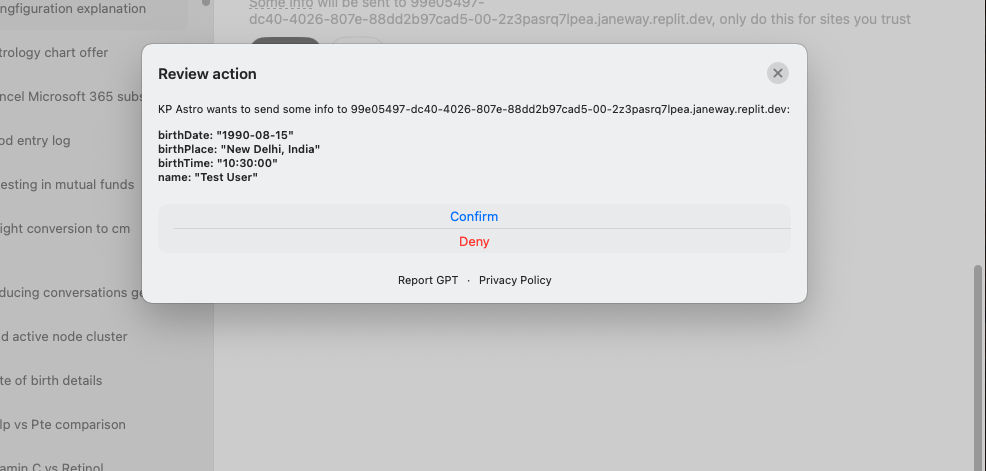 ngfiguration explanation
trology chart offer
ncel Microsoft 365 subs
od entry log
esting in mutual funds
ight conversion to cm
ducing conversations ge
d active node cluster
te of birth details
lp vs Pte comparison
amin C vs Retinol
Some info will be sent to 99e05497-
dc40-4026-807e-88dd2b97cad5-00-2z3pasrq7lpea.janeway.replit.dev, only do this for sites you trust
Review action
KP Astro wants to send some info to 99e05497-dc40-4026-807e-88dd2b97cad5-00-2z3pasrq7lpea.janeway.replit.dev:
birthDate: "1990-08-15"
birthPlace: "New Delhi, India"
birthTime: "10:30:00"
name: "Test User"
Confirm
Deny
Report GPT · Privacy Policy